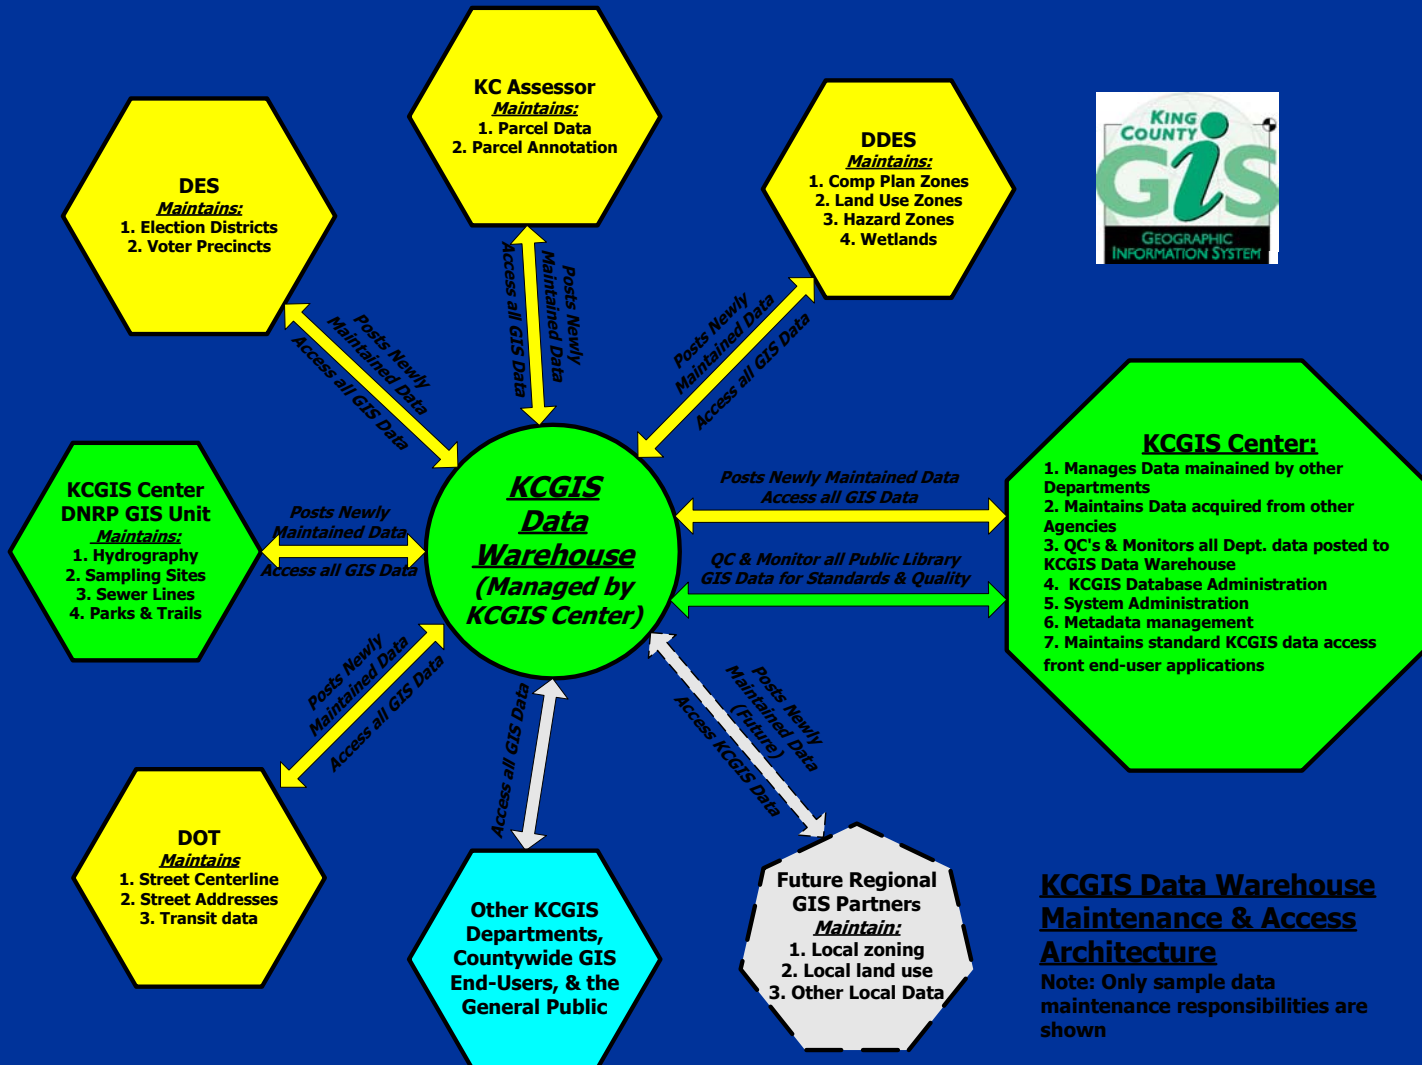 KC Assessor
Maintains:
1. Parcel Data
2. Parcel Annotation
DES
Maintains:
1. Election Districts
2. Voter Precincts
DDES
Maintains:
1. Comp Plan Zones
2. Land Use Zones
3. Hazard Zones
4. Wetlands
KING
COUNTY
GiS
GEOGRAPHIC
INFORMATION SYSTEM
Posts Newly
Maintained Data
Access all GIS Data
Access all GIS Data
Posts Newly
Maintained Data
Posts Newly
Maintained Data
Access all GIS Data
KCGIS Center
DNRP GIS Unit
Maintains:
1. Hydrography
2. Sampling Sites
3. Sewer Lines
4. Parks & Trails
Posts Newly
Maintained Data
Access all GIS Data
KCGIS
Data
Warehouse
(Managed by
KCGIS Center)
Posts Newly Maintained Data
Access all GIS Data
QC & Monitor all Public Library
GIS Data for Standards & Quality
KCGIS Center:
1. Manages Data mainained by other
Departments
2. Maintains Data acquired from other
Agencies
3. QC's & Monitors all Dept. data posted to
KCGIS Data Warehouse
4. KCGIS Database Administration
5. System Administration
6. Metadata management
7. Maintains standard KCGIS data access
front end-user applications
Posts Newly
Maintained Data
Access all GIS Data
Access all GIS Data
Posts Newly
Maintained Data
(Future)
Access KCGIS Data
DOT
Maintains
1. Street Centerline
2. Street Addresses
3. Transit data
Other KCGIS
Departments,
Countywide GIS
End-Users, & the
General Public
Future Regional
GIS Partners
Maintain:
1. Local zoning
2. Local land use
3. Other Local Data
KCGIS Data Warehouse
Maintenance & Access
Architecture
Note: Only sample data
maintenance responsibilities are
shown